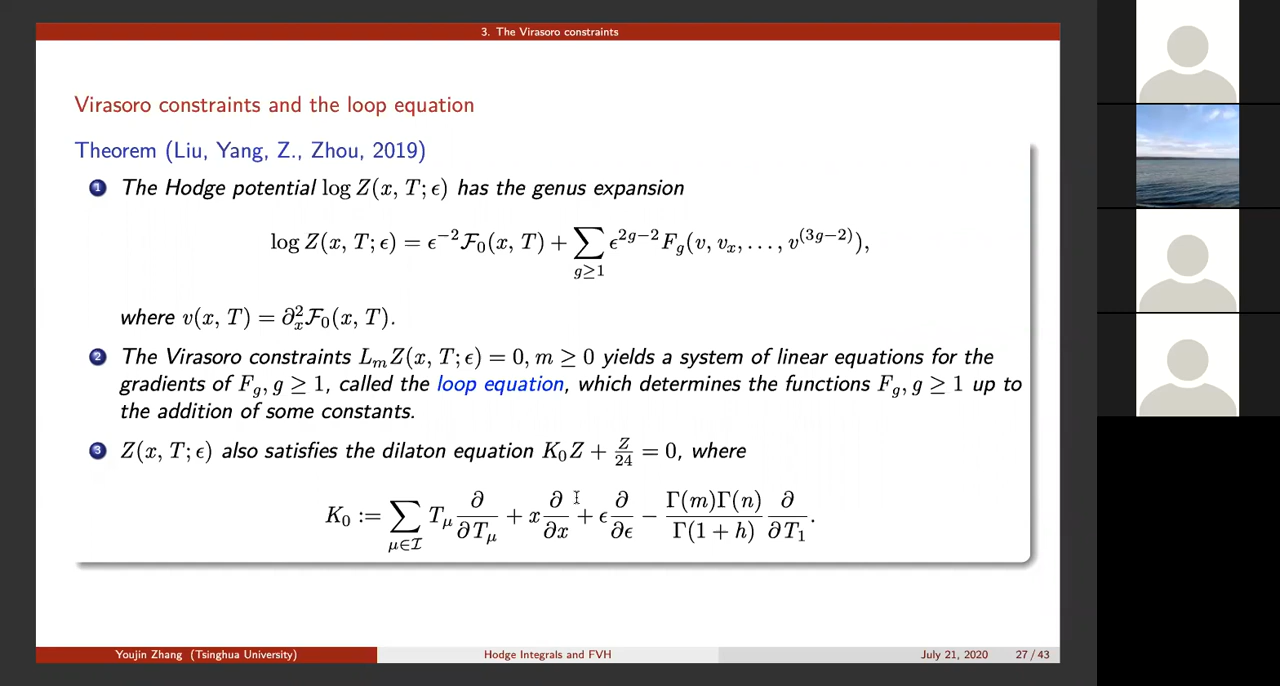 3. The Virasoro constraints
Virasoro constraints and the loop equation
Theorem (Liu, Yang, Z., Zhou, 2019)
1 The Hodge potential log Z(x, T; ϵ) has the genus expansion
log Z(x, T; ϵ) = ϵ⁻²ℱ₀(x, T) + ∑_{g≥1} ϵ^{2g−2} F_g(v, v_x, . . . , v^{(3g−2)}),
where v(x, T) = ∂ₓ²ℱ₀(x, T).
2 The Virasoro constraints L_m Z(x, T; ϵ) = 0, m ≥ 0 yields a system of linear equations for the
gradients of F_g, g ≥ 1, called the loop equation, which determines the functions F_g, g ≥ 1 up to
the addition of some constants.
3 Z(x, T; ϵ) also satisfies the dilaton equation K₀Z + Z/24 = 0, where
K₀ := ∑_{μ∈ℐ} T_μ ∂/∂T_μ + x ∂/∂x + ϵ ∂/∂ϵ − Γ(m)Γ(n)/Γ(1 + h) ∂/∂T₁.
Youjin Zhang (Tsinghua University) Hodge Integrals and FVH July 21, 2020 27 / 43